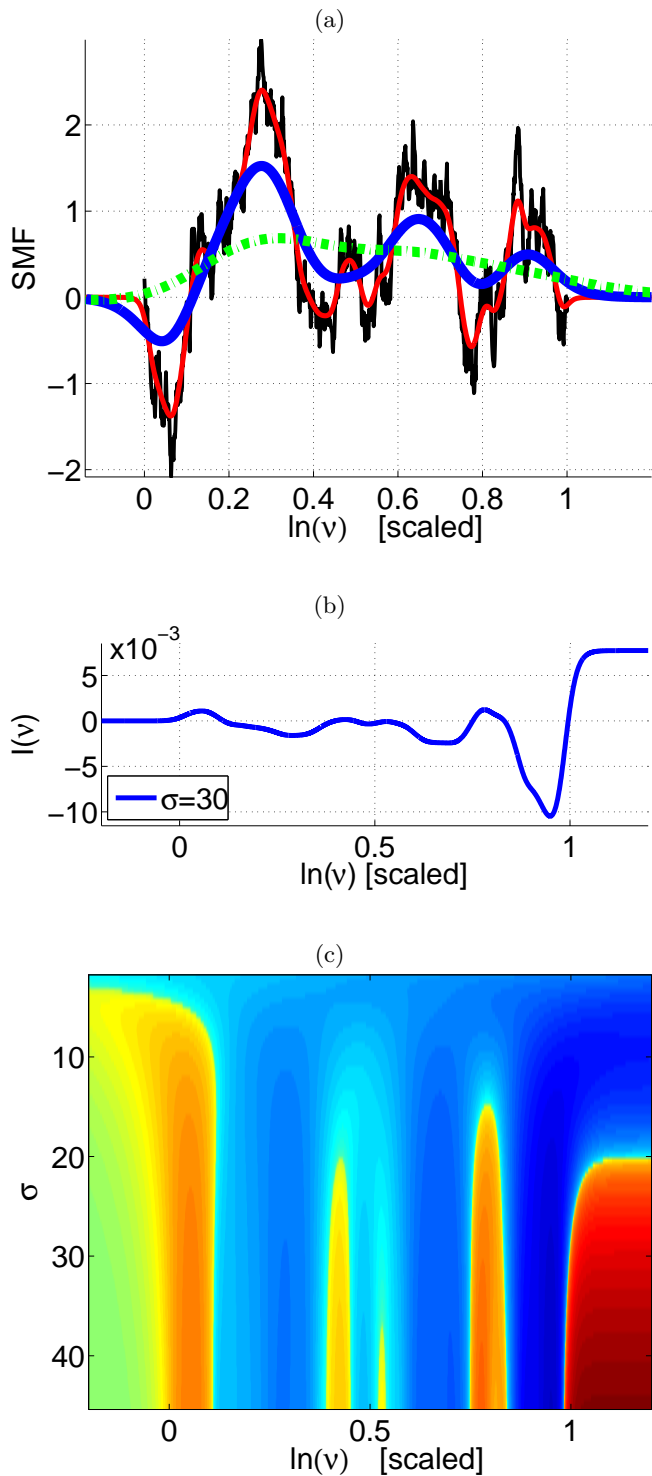 (a)
SMF
2
1
0
−1
−2
0 0.2 0.4 0.6 0.8 1
ln(ν) [scaled]
(b)
x10⁻³
I(ν)
5
0
−5
−10
σ=30
0 0.5 1
ln(ν) [scaled]
(c)
σ
10
20
30
40
0 0.5 1
ln(ν) [scaled]